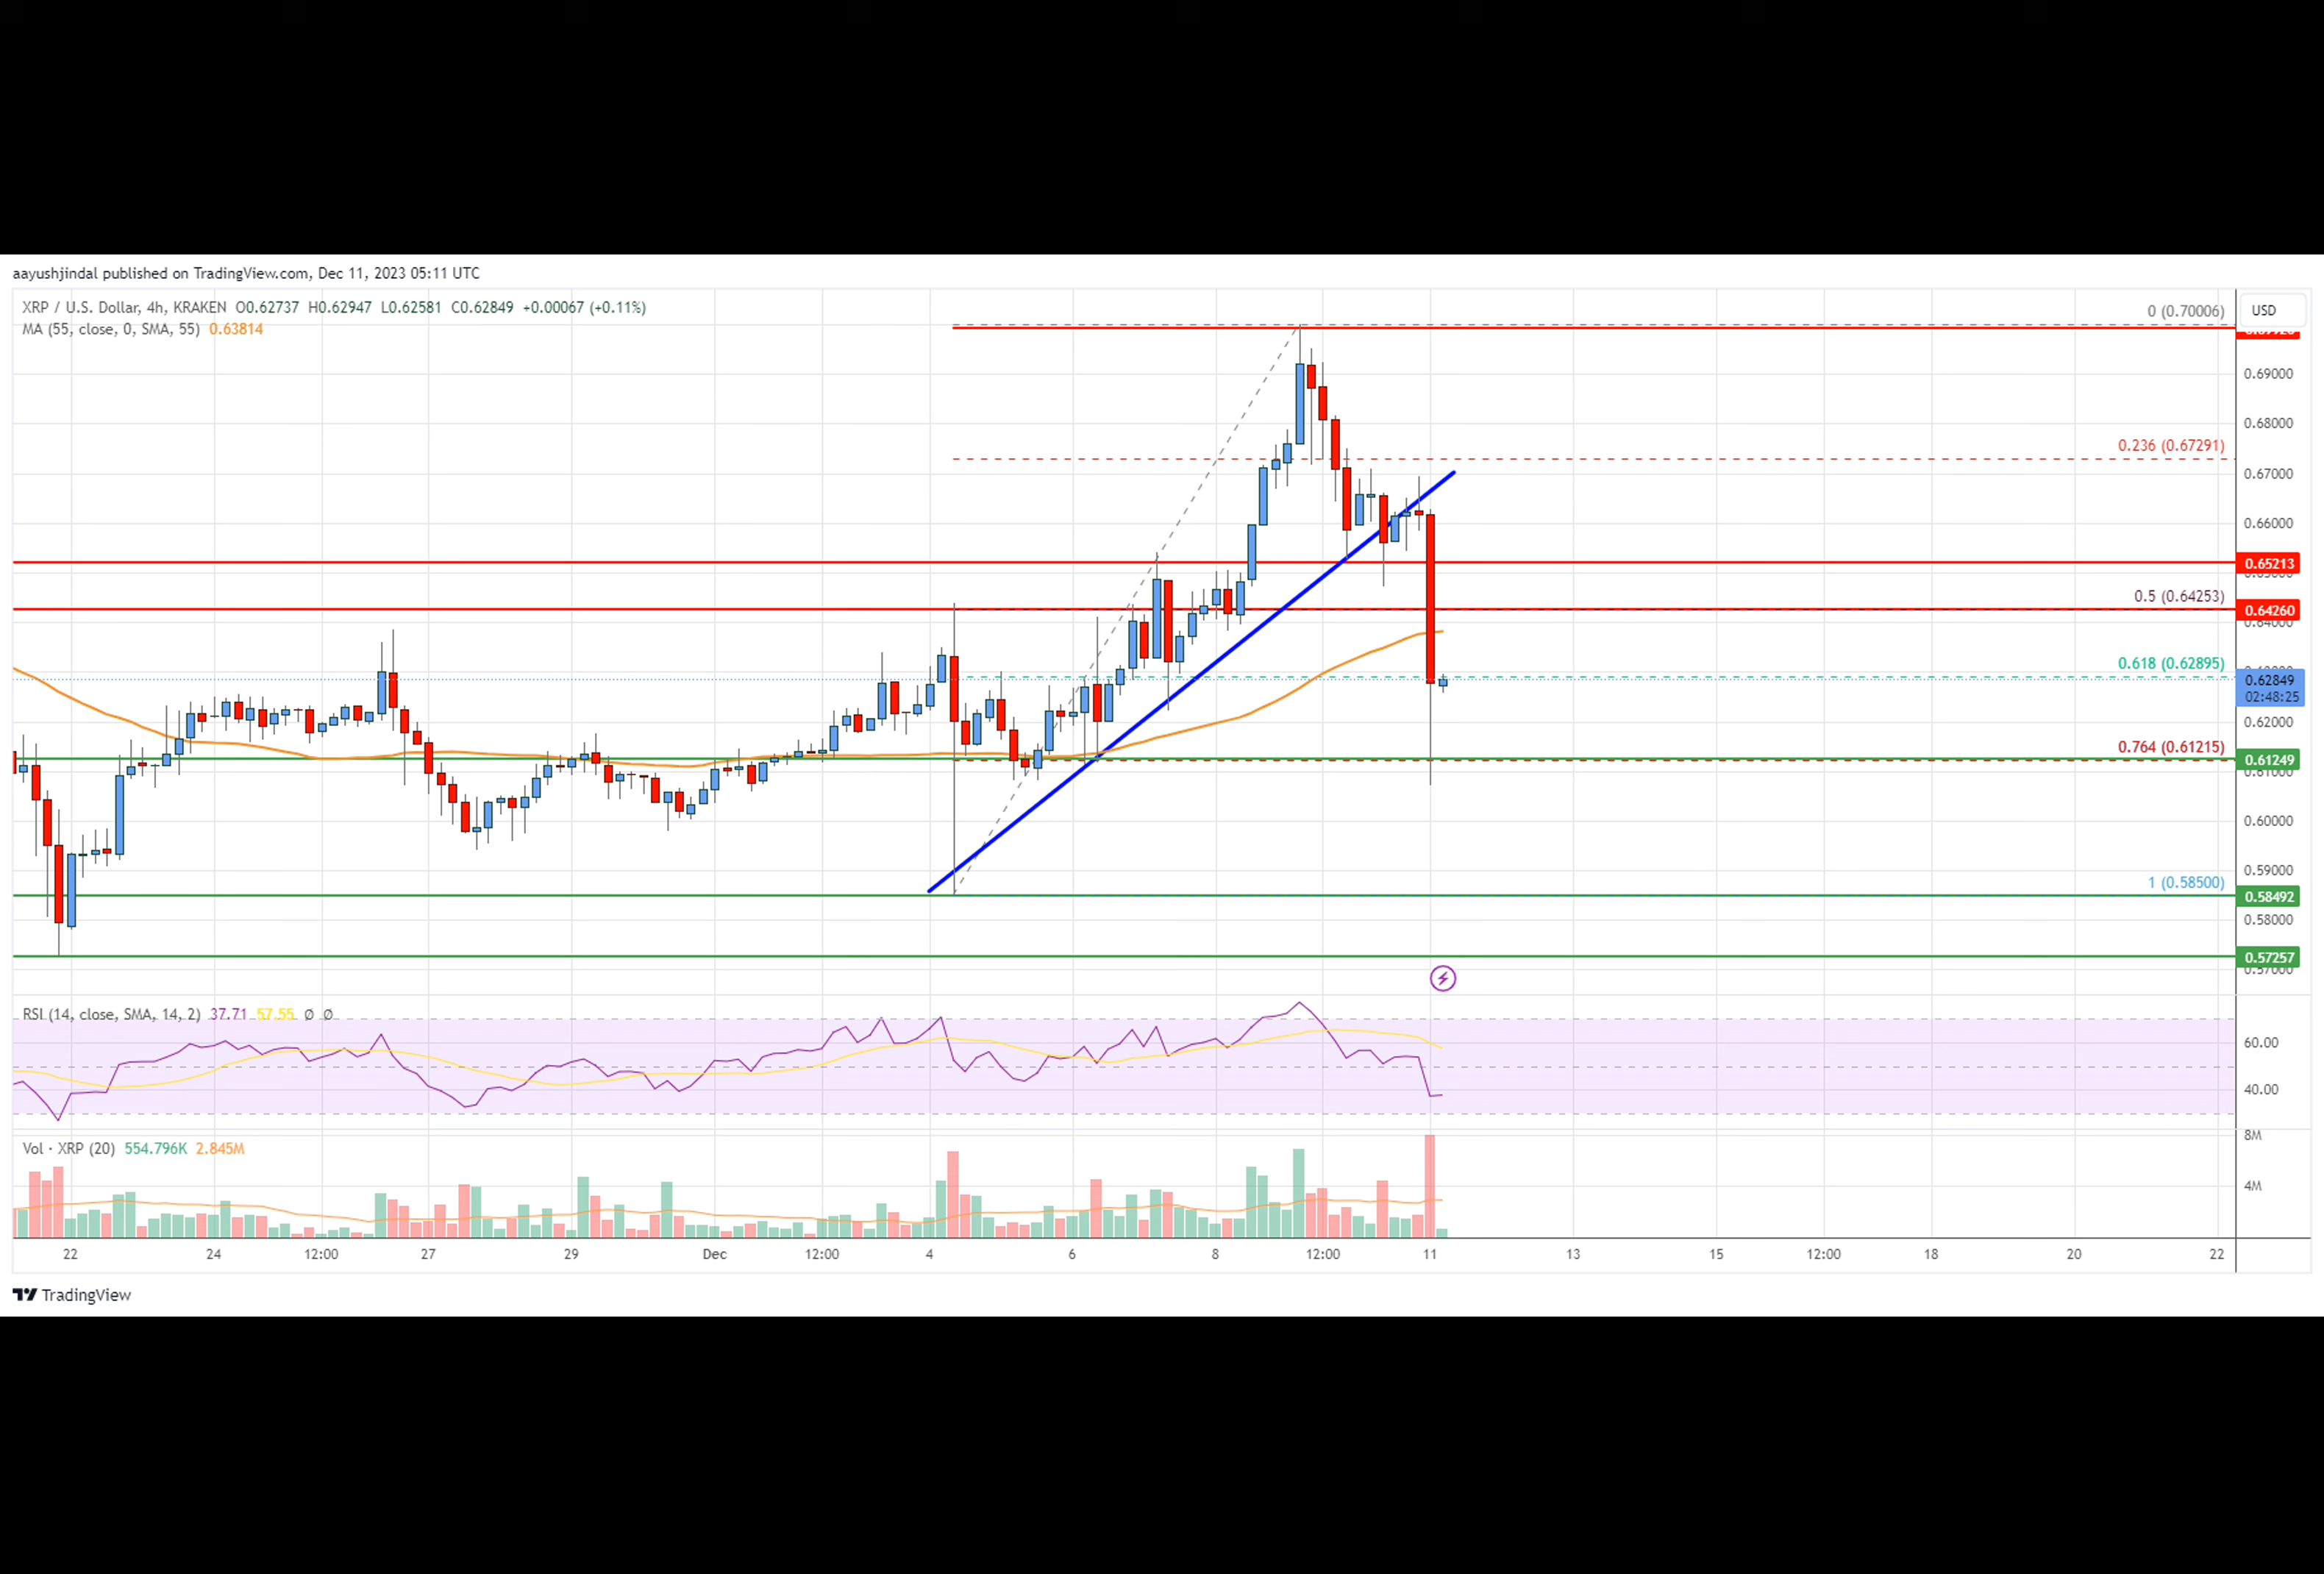 aayushjindal published on TradingView.com, Dec 11, 2023 05:11 UTC
XRP / U.S. Dollar, 4h, KRAKEN O0.62737 H0.62947 L0.62581 C0.62849 +0.00067 (+0.11%)
MA (55, close, 0, SMA, 55) 0.63814
0 (0.70006)
USD
0.69000
0.68000
0.236 (0.67291)
0.67000
0.66000
0.65213
0.5 (0.64253)
0.64260
0.64000
0.618 (0.62895)
0.62849
02:48:25
0.62000
0.764 (0.61215)
0.61249
0.61000
0.60000
0.59000
1 (0.58500)
0.58492
0.58000
0.57257
0.57000
RSI (14, close, SMA, 14, 2) 37.71 57.55 Ø Ø
60.00
40.00
Vol · XRP (20) 554.796K 2.845M
8M
4M
22 24 12:00 27 29 Dec 12:00 4 6 8 12:00 11 13 15 12:00 18 20 22
TradingView